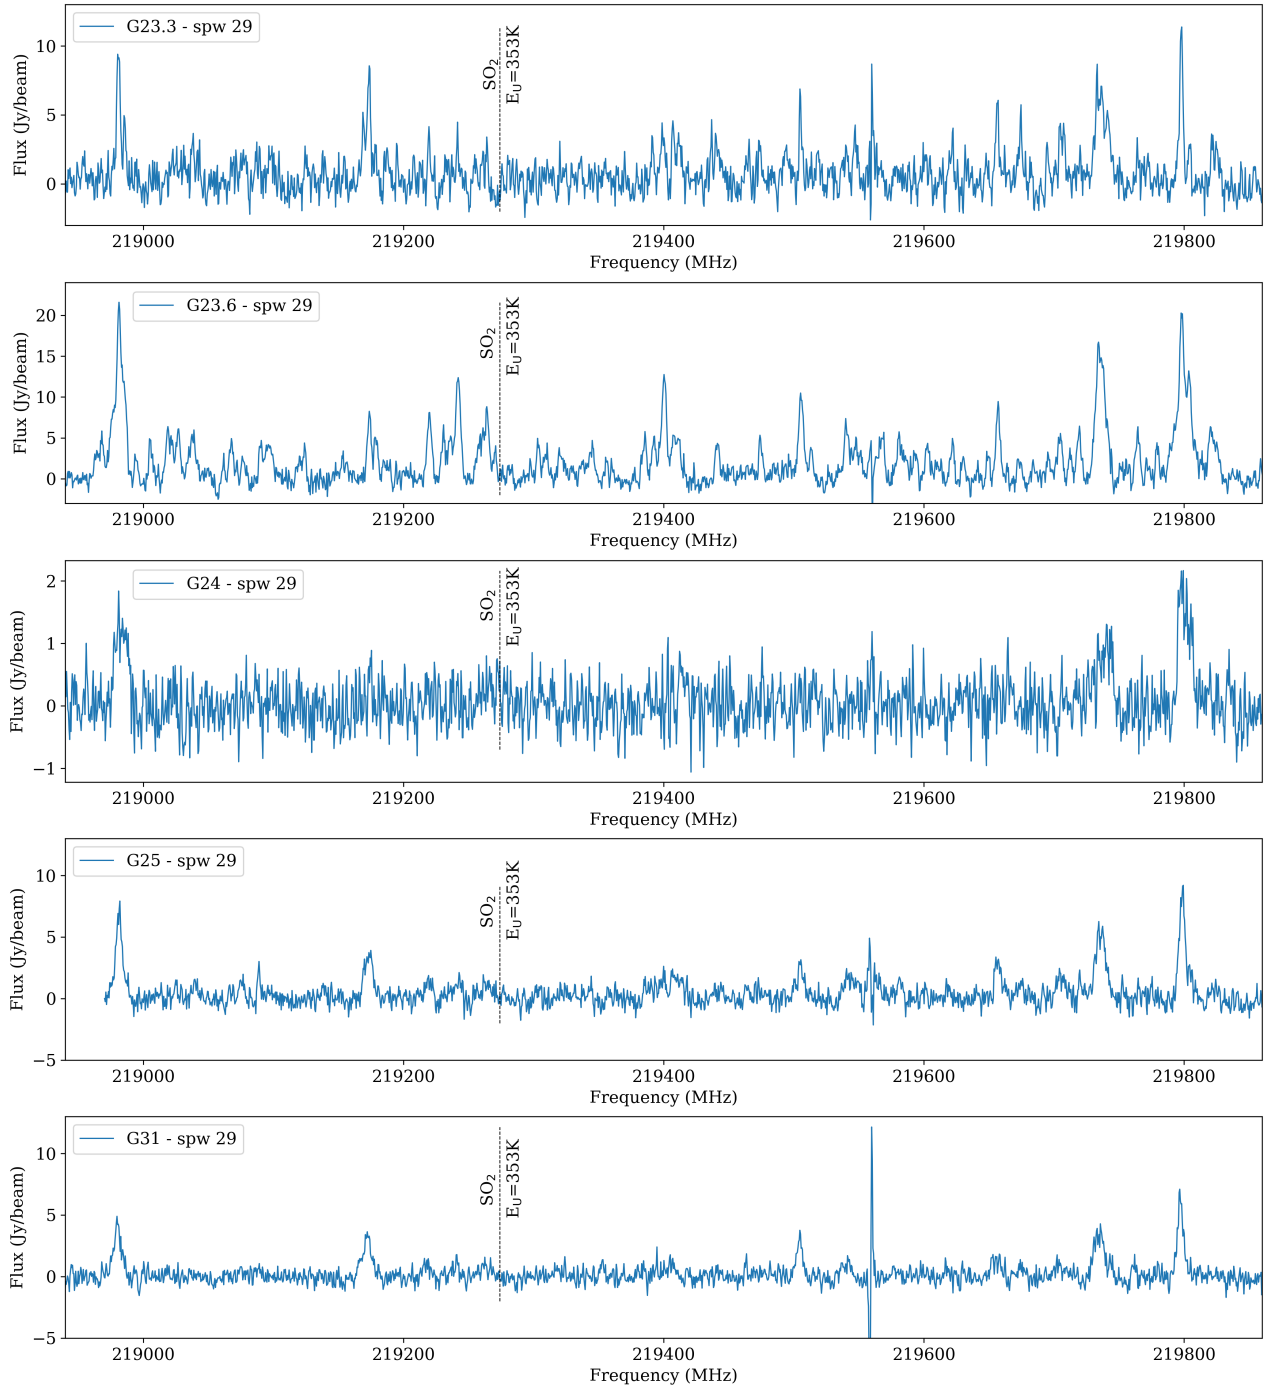 G23.3 - spw 29
SO2
EU=353K
10
5
0
Flux (Jy/beam)
219000 219200 219400 219600 219800
Frequency (MHz)
G23.6 - spw 29
SO2
EU=353K
20
15
10
5
0
Flux (Jy/beam)
219000 219200 219400 219600 219800
Frequency (MHz)
G24 - spw 29
SO2
EU=353K
2
1
0
−1
Flux (Jy/beam)
219000 219200 219400 219600 219800
Frequency (MHz)
G25 - spw 29
SO2
EU=353K
10
5
0
−5
Flux (Jy/beam)
219000 219200 219400 219600 219800
Frequency (MHz)
G31 - spw 29
SO2
EU=353K
10
5
0
−5
Flux (Jy/beam)
219000 219200 219400 219600 219800
Frequency (MHz)